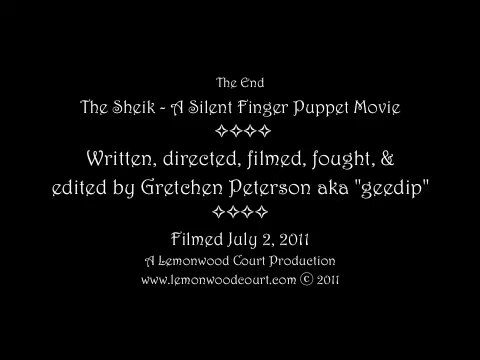 The End
The Sheik - A Silent Finger Puppet Movie
✧✧✧✧
Written, directed, filmed, fought, &
edited by Gretchen Peterson aka "geedip"
✧✧✧✧
Filmed July 2, 2011
A Lemonwood Court Production
www.lemonwoodcourt.com © 2011